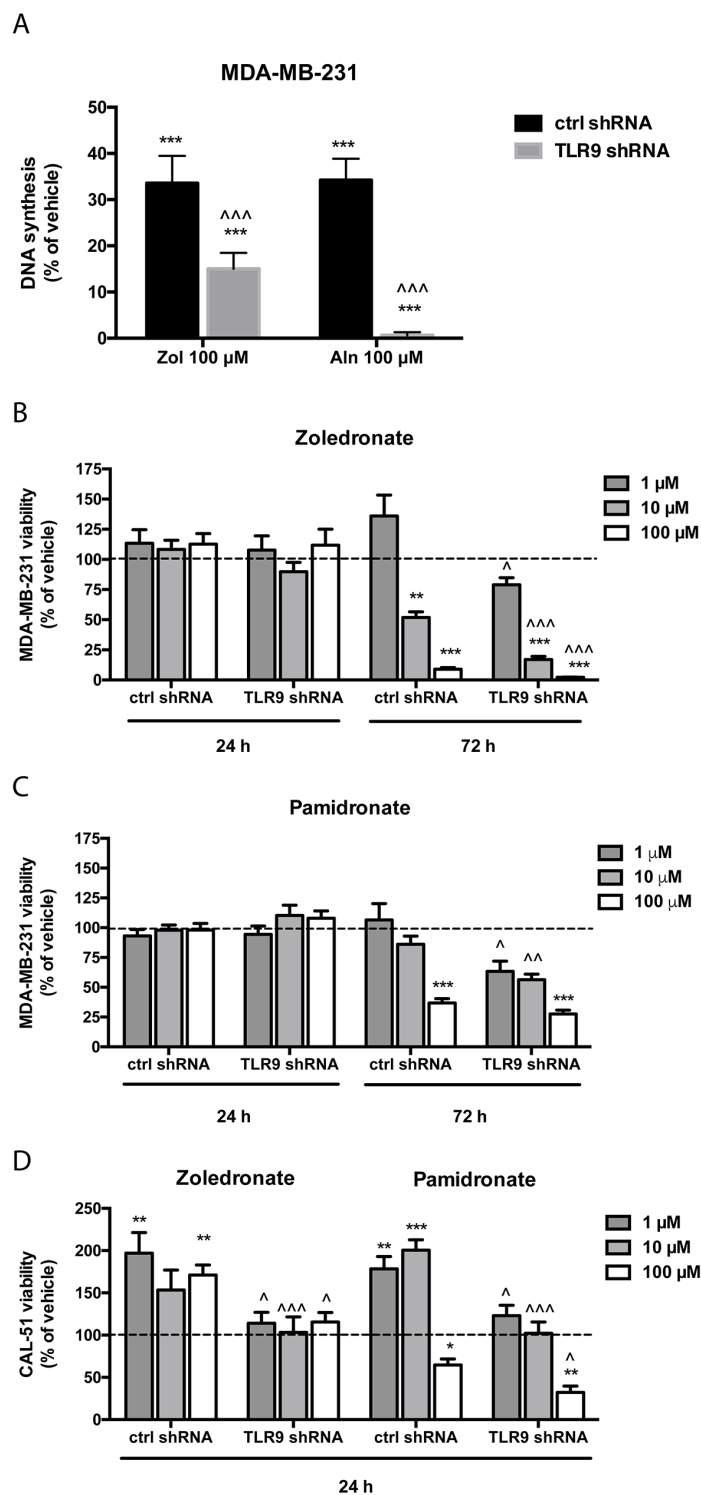 A
MDA-MB-231
DNA synthesis
(% of vehicle)
50
40
30
20
10
0
***
^^^
***
***
^^^
***
Zol 100 µM
Aln 100 µM
ctrl shRNA
TLR9 shRNA
B
Zoledronate
MDA-MB-231 viability
(% of vehicle)
175
150
125
100
75
50
25
0
**
***
^
^^^
***
^^^
***
1 µM
10 µM
100 µM
ctrl shRNA
TLR9 shRNA
ctrl shRNA
TLR9 shRNA
24 h
72 h
C
Pamidronate
MDA-MB-231 viability
(% of vehicle)
175
150
125
100
75
50
25
0
***
^
^^
***
1 µM
10 µM
100 µM
ctrl shRNA
TLR9 shRNA
ctrl shRNA
TLR9 shRNA
24 h
72 h
D
Zoledronate
Pamidronate
CAL-51 viability
(% of vehicle)
250
200
150
100
50
0
**
**
^
^^^
^
**
***
*
^
^^^
^
**
1 µM
10 µM
100 µM
ctrl shRNA
TLR9 shRNA
ctrl shRNA
TLR9 shRNA
24 h